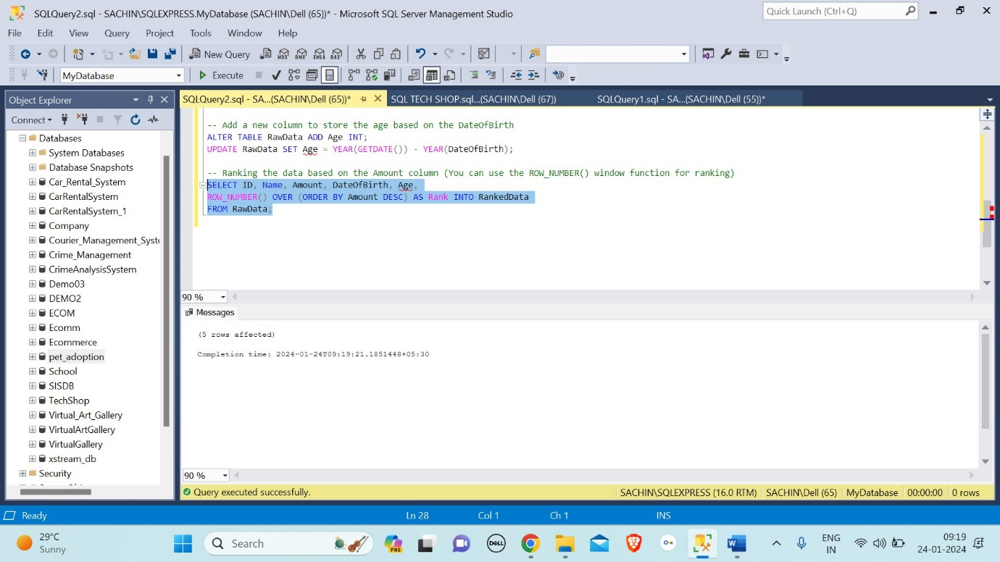 SQLQuery2.sql - SACHIN\SQLEXPRESS.MyDatabase (SACHIN\Dell (65))* - Microsoft SQL Server Management Studio
Quick Launch (Ctrl+Q)
File Edit View Query Project Tools Window Help
New Query
MDX DMX XMLA DAX
MyDatabase
Execute
Object Explorer
SQLQuery2.sql - SA...(SACHIN\Dell (65))*
SQL TECH SHOP.sql...(SACHIN\Dell (67))
SQLQuery1.sql - SA...(SACHIN\Dell (55))*
Connect
Databases
System Databases
Database Snapshots
Car_Rental_System
CarRentalSystem
CarRentalSystem_1
Company
Courier_Management_Syst
Crime_Management
CrimeAnalysisSystem
Demo03
DEMO2
ECOM
Ecomm
Ecommerce
pet_adoption
School
SISDB
TechShop
Virtual_Art_Gallery
VirtualArtGallery
VirtualGallery
xstream_db
Security
-- Add a new column to store the age based on the DateOfBirth
ALTER TABLE RawData ADD Age INT;
UPDATE RawData SET Age = YEAR(GETDATE()) - YEAR(DateOfBirth);
-- Ranking the data based on the Amount column (You can use the ROW_NUMBER() window function for ranking)
SELECT ID, Name, Amount, DateOfBirth, Age,
ROW_NUMBER() OVER (ORDER BY Amount DESC) AS Rank INTO RankedData
FROM RawData;
90 %
Messages
(5 rows affected)
Completion time: 2024-01-24T09:19:21.1851448+05:30
90 %
Query executed successfully.
SACHIN\SQLEXPRESS (16.0 RTM) SACHIN\Dell (65) MyDatabase 00:00:00 0 rows
Ready
Ln 28 Col 1 Ch 1 INS
29°C
Sunny
Search
PRE
DELL
ENG
IN
09:19
24-01-2024